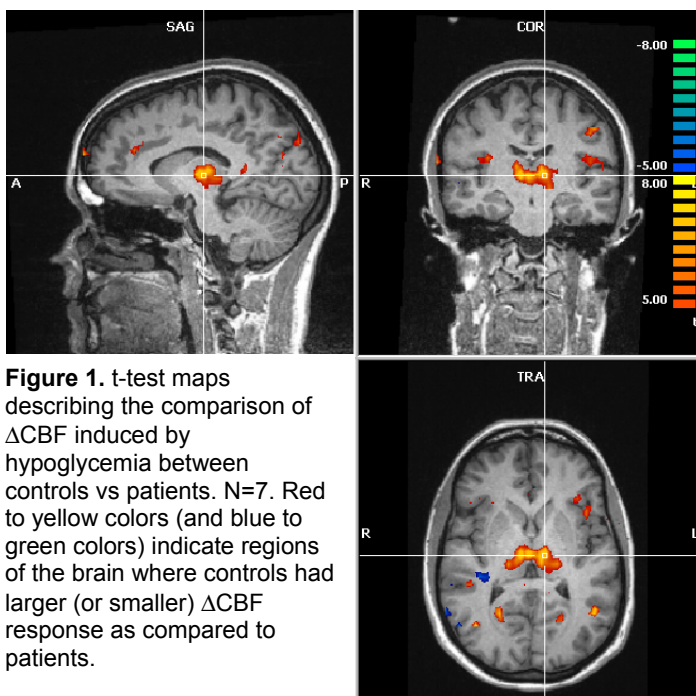 SAG
A
P
COR
R
-8.00
-5.00
8.00
5.00
Figure 1. t-test maps
describing the comparison of
ΔCBF induced by
hypoglycemia between
controls vs patients. N=7. Red
to yellow colors (and blue to
green colors) indicate regions
of the brain where controls had
larger (or smaller) ΔCBF
response as compared to
patients.
TRA
R